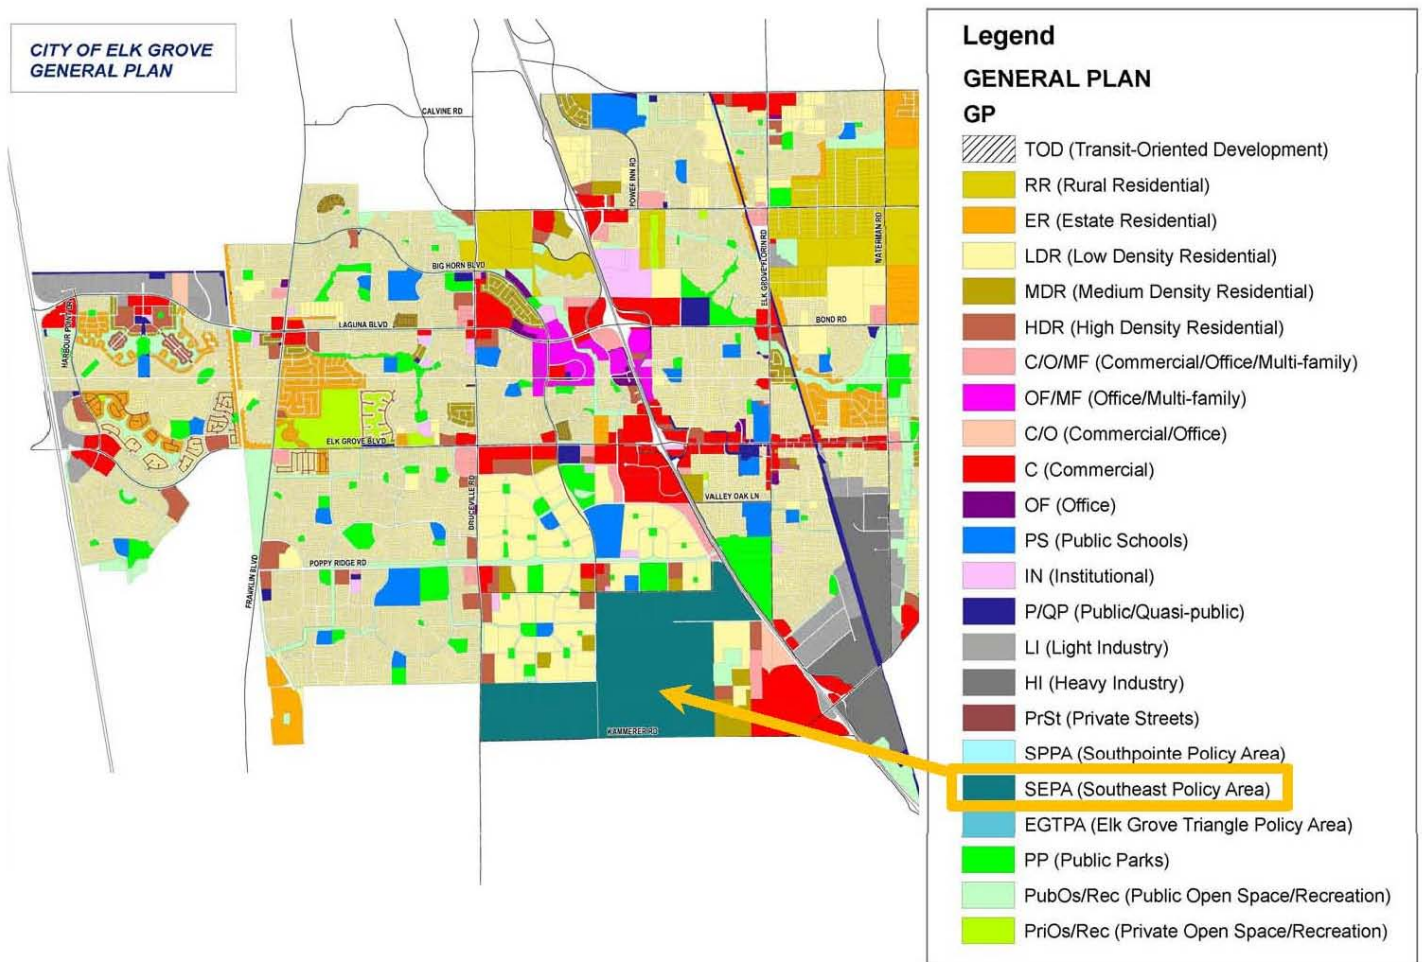 CITY OF ELK GROVE
GENERAL PLAN
CALVINE RD
POWER INN RD
ELK GROVE FLORIN RD
WATERMAN RD
BIG HORN BLVD
HARBOUR POINT DR
LAGUNA BLVD
BOND RD
ELK GROVE BLVD
BRUCEVILLE RD
VALLEY OAK LN
FRANKLIN BLVD
POPPY RIDGE RD
KAMMERER RD
Legend
GENERAL PLAN
GP
TOD (Transit-Oriented Development)
RR (Rural Residential)
ER (Estate Residential)
LDR (Low Density Residential)
MDR (Medium Density Residential)
HDR (High Density Residential)
C/O/MF (Commercial/Office/Multi-family)
OF/MF (Office/Multi-family)
C/O (Commercial/Office)
C (Commercial)
OF (Office)
PS (Public Schools)
IN (Institutional)
P/QP (Public/Quasi-public)
LI (Light Industry)
HI (Heavy Industry)
PrSt (Private Streets)
SPPA (Southpointe Policy Area)
SEPA (Southeast Policy Area)
EGTPA (Elk Grove Triangle Policy Area)
PP (Public Parks)
PubOs/Rec (Public Open Space/Recreation)
PriOs/Rec (Private Open Space/Recreation)